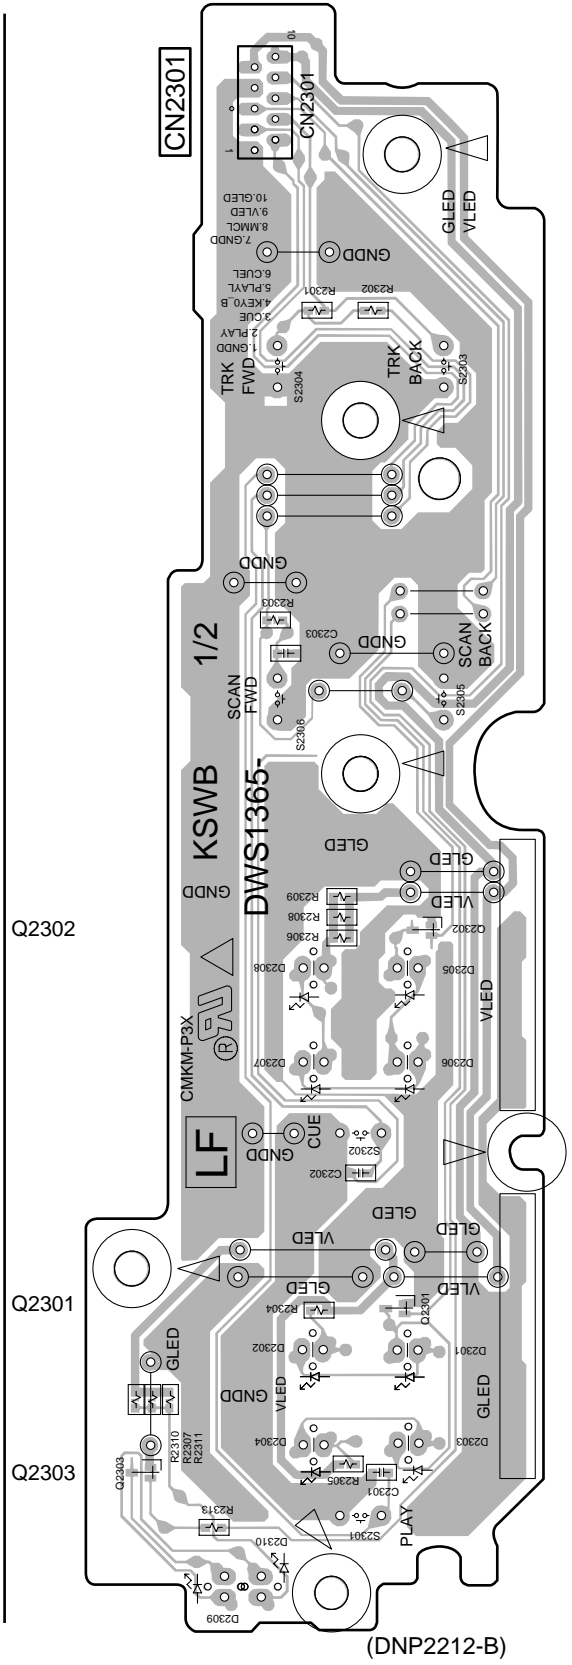 10
CN2301
CN2301
1
GLED
VLED
10.GLED
9.VLED
8.MMCL
7.GNDD
GNDD
6.CUEL
5.PLAYL
4.KEYO_B
3.CUE
2.PLAY
1.GNDD
R2301
R2302
TRK
FWD
S2304
TRK
BACK
S2303
GNDD
R2303
C2303
GNDD
1/2
SCAN
FWD
S2306
SCAN
BACK
S2305
KSWB
DWS1365-
GLED
GNDD
GLED
VLED
R2309
R2308
R2306
Q2302
Q2302
D2308
D2305
VLED
CMKM-P3X
R
D2307
D2306
LF
GNDD
CUE
S2302
C2302
GLED
VLED
GLED
GLED
VLED
Q2301
R2304
Q2301
D2302
D2301
GLED
GNDD
VLED
GLED
D2304
D2303
Q2303
Q2303
R2310
R2307
R2311
R2305
C2301
R2313
S2301
PLAY
D2310
D2309
(DNP2212-B)